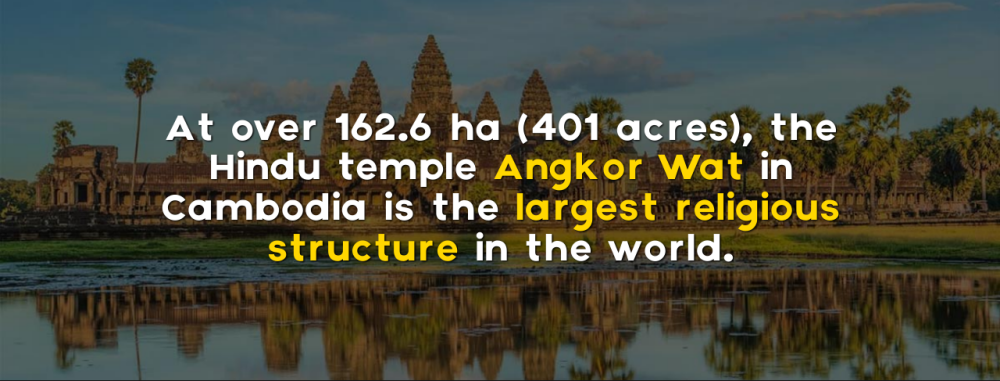 At over 162.6 ha (401 acres), the
Hindu temple Angkor Wat in
Cambodia is the largest religious
structure in the world.